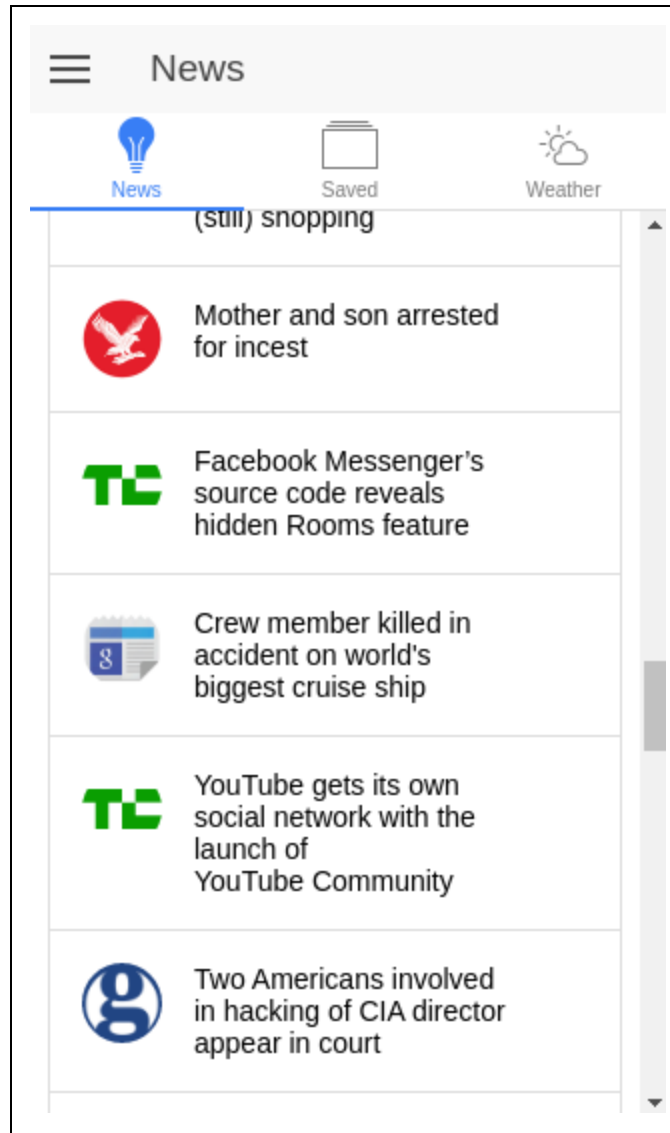 News
News
Saved
Weather
(still) shopping
Mother and son arrested
for incest
TC
Facebook Messenger’s
source code reveals
hidden Rooms feature
g
Crew member killed in
accident on world's
biggest cruise ship
TC
YouTube gets its own
social network with the
launch of
YouTube Community
g
Two Americans involved
in hacking of CIA director
appear in court